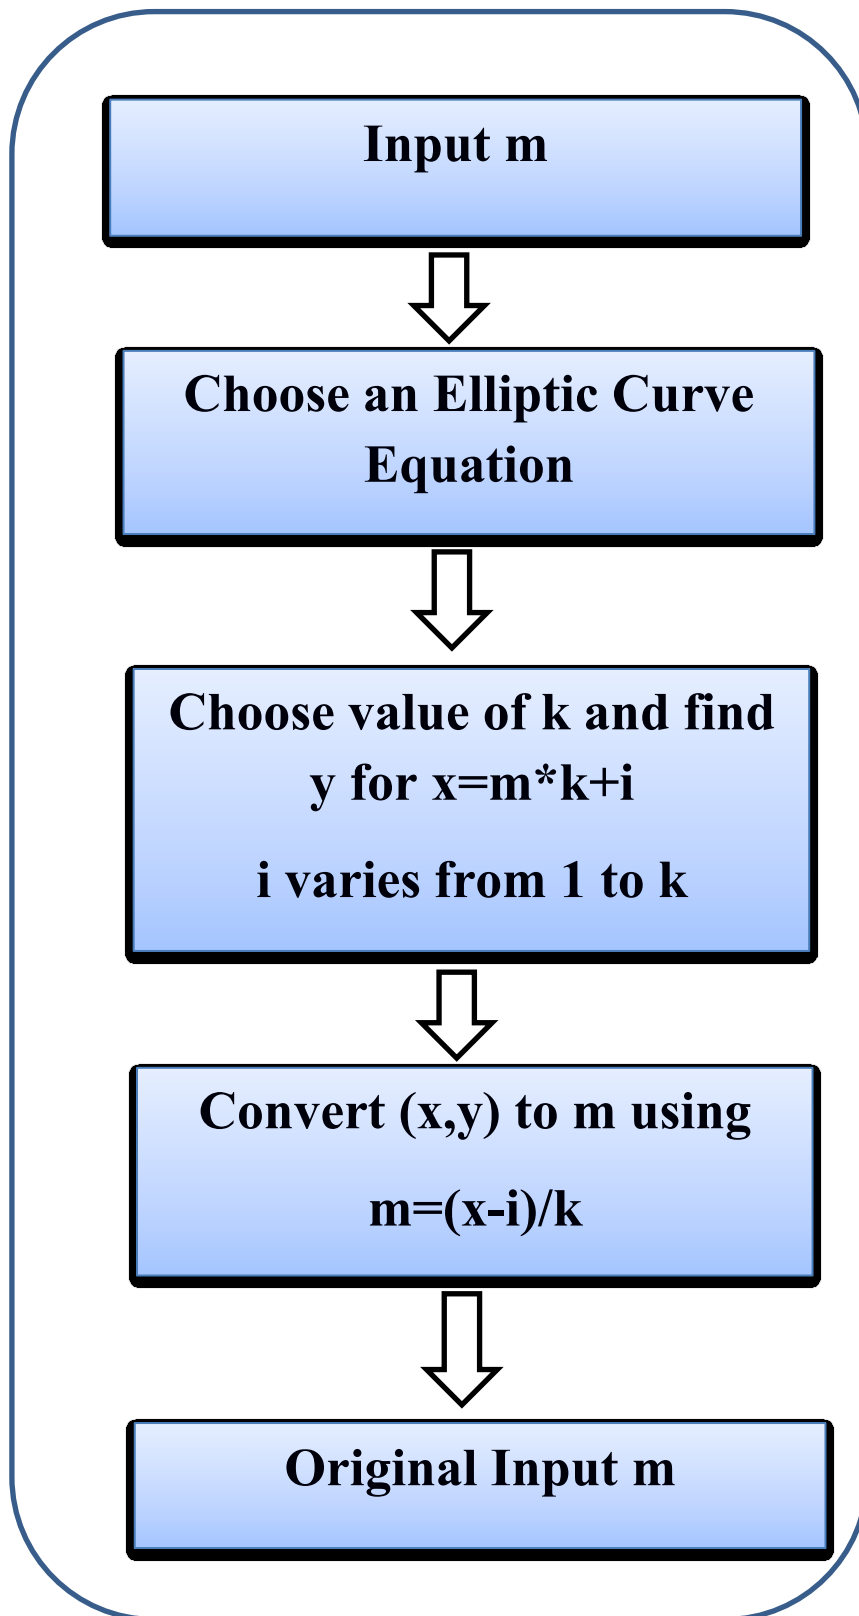 Input m
Choose an Elliptic Curve
Equation
Choose value of k and find
y for x=m*k+i
i varies from 1 to k
Convert (x,y) to m using
m=(x-i)/k
Original Input m